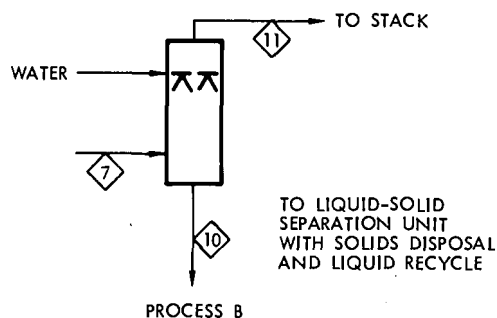 11
TO STACK
WATER
7
10
TO LIQUID-SOLID
SEPARATION UNIT
WITH SOLIDS DISPOSAL
AND LIQUID RECYCLE
PROCESS B